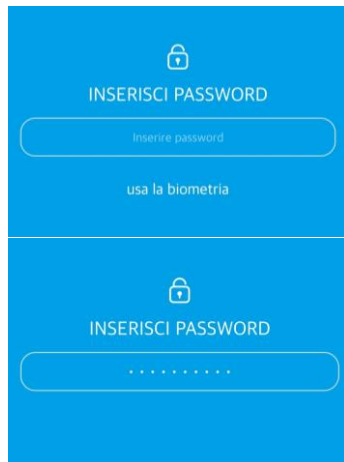 INSERISCI PASSWORD
Inserire password
usa la biometria
INSERISCI PASSWORD
..........